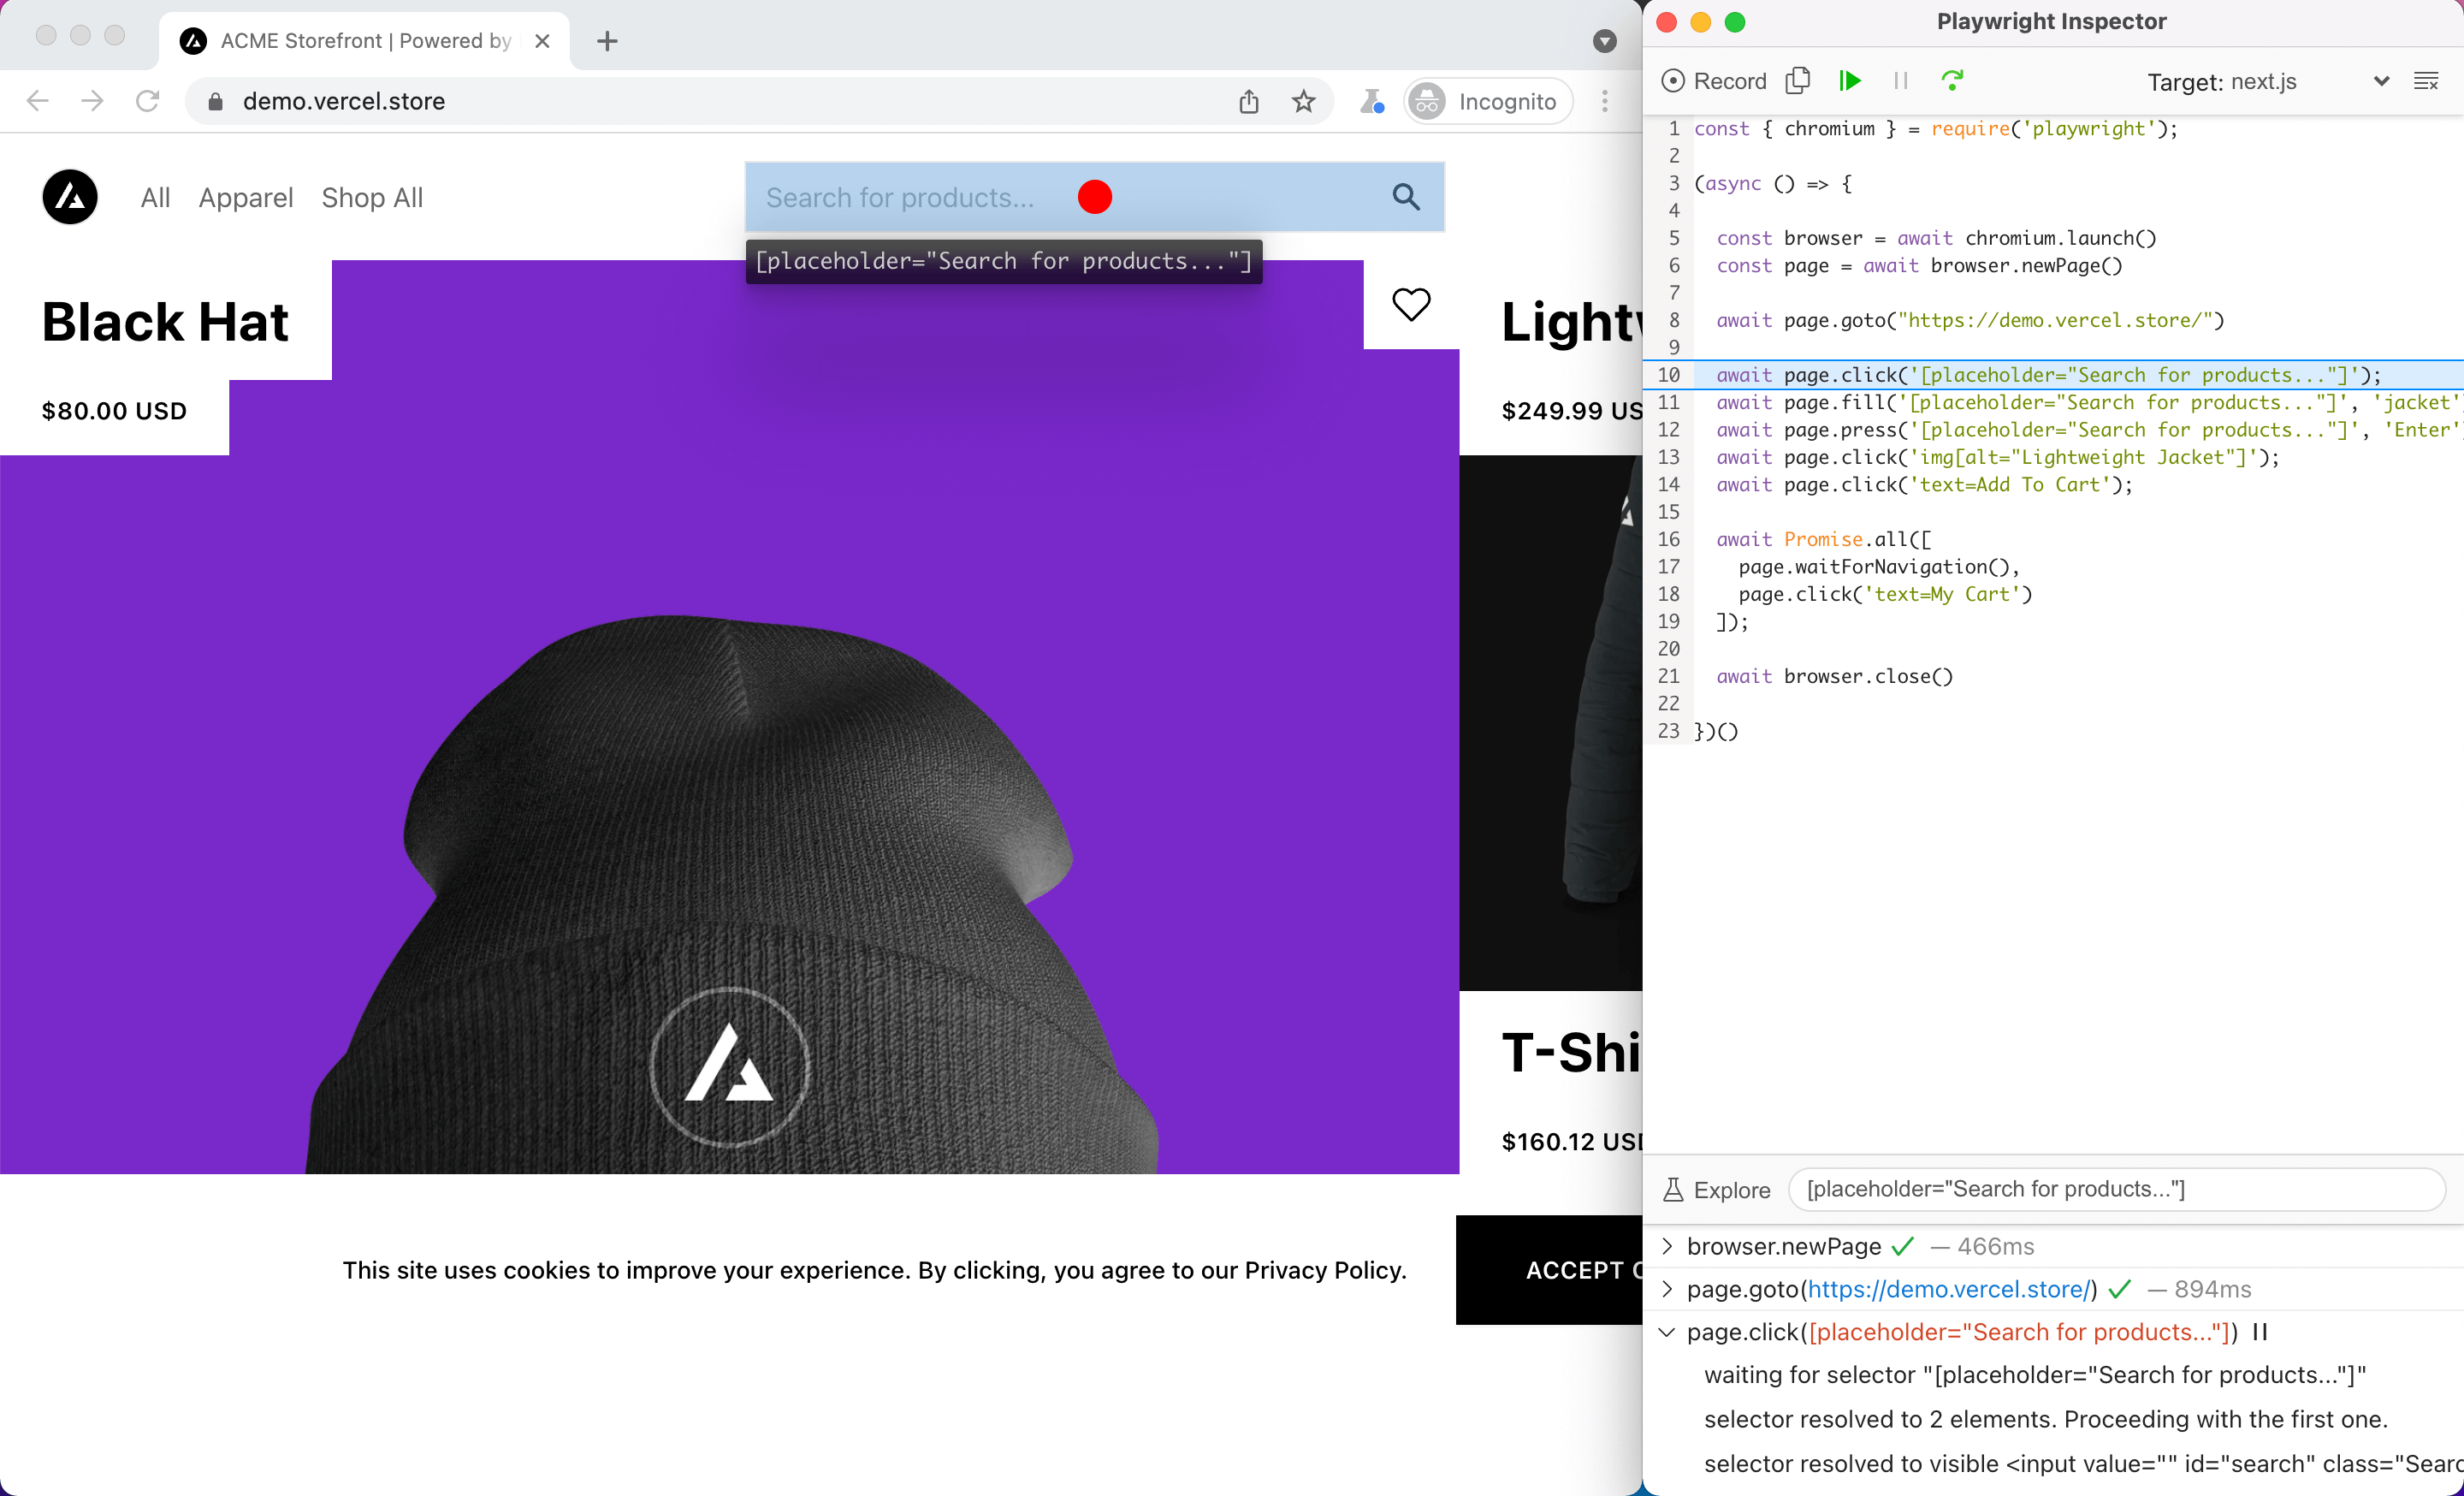 ACME Storefront | Powered by
demo.vercel.store
Incognito
All Apparel Shop All
Search for products...
[placeholder="Search for products..."]
Black Hat
$80.00 USD
Lightw
$249.99 US
T-Shi
$160.12 USD
This site uses cookies to improve your experience. By clicking, you agree to our Privacy Policy.
ACCEPT C
Playwright Inspector
Record
Target: next.js
1 const { chromium } = require('playwright');
2
3 (async () => {
4
5 const browser = await chromium.launch()
6 const page = await browser.newPage()
7
8 await page.goto("https://demo.vercel.store/")
9
10 await page.click('[placeholder="Search for products..."]');
11 await page.fill('[placeholder="Search for products..."]', 'jacket'
12 await page.press('[placeholder="Search for products..."]', 'Enter'
13 await page.click('img[alt="Lightweight Jacket"]');
14 await page.click('text=Add To Cart');
15
16 await Promise.all([
17 page.waitForNavigation(),
18 page.click('text=My Cart')
19 ]);
20
21 await browser.close()
22
23 })()
Explore
[placeholder="Search for products..."]
browser.newPage ✓ — 466ms
page.goto(https://demo.vercel.store/) ✓ — 894ms
page.click([placeholder="Search for products..."])
waiting for selector "[placeholder="Search for products..."]"
selector resolved to 2 elements. Proceeding with the first one.
selector resolved to visible <input value="" id="search" class="Searc